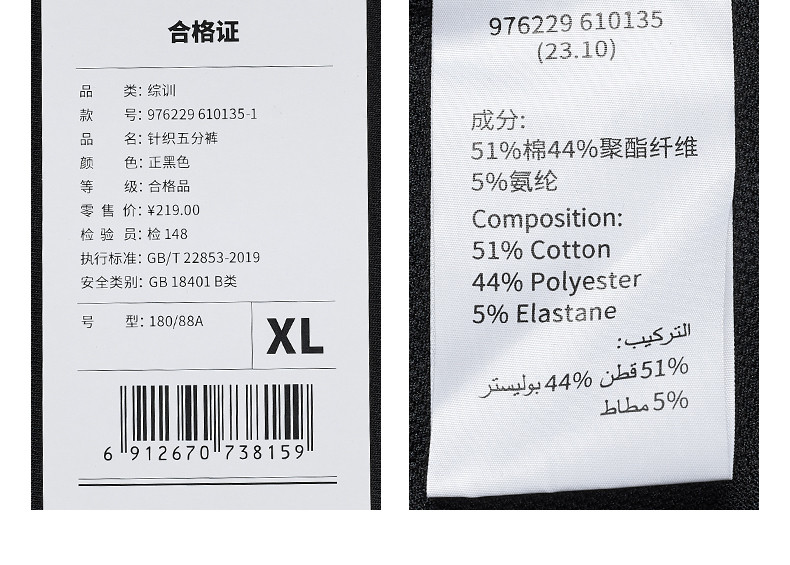 合格证
品 类: 综训
款 号: 976229 610135-1
品 名: 针织五分裤
颜 色: 正黑色
等 级: 合格品
零 售 价: ¥219.00
检 验 员: 检 148
执行标准: GB/T 22853-2019
安全类别: GB 18401 B类
号 型: 180/88A
XL
6 912670 738159
976229 610135
(23.10)
成分:
51%棉44%聚酯纤维
5%氨纶
Composition:
51% Cotton
44% Polyester
5% Elastane
التركيب:
51% قطن 44% بوليستر
5% مطاط